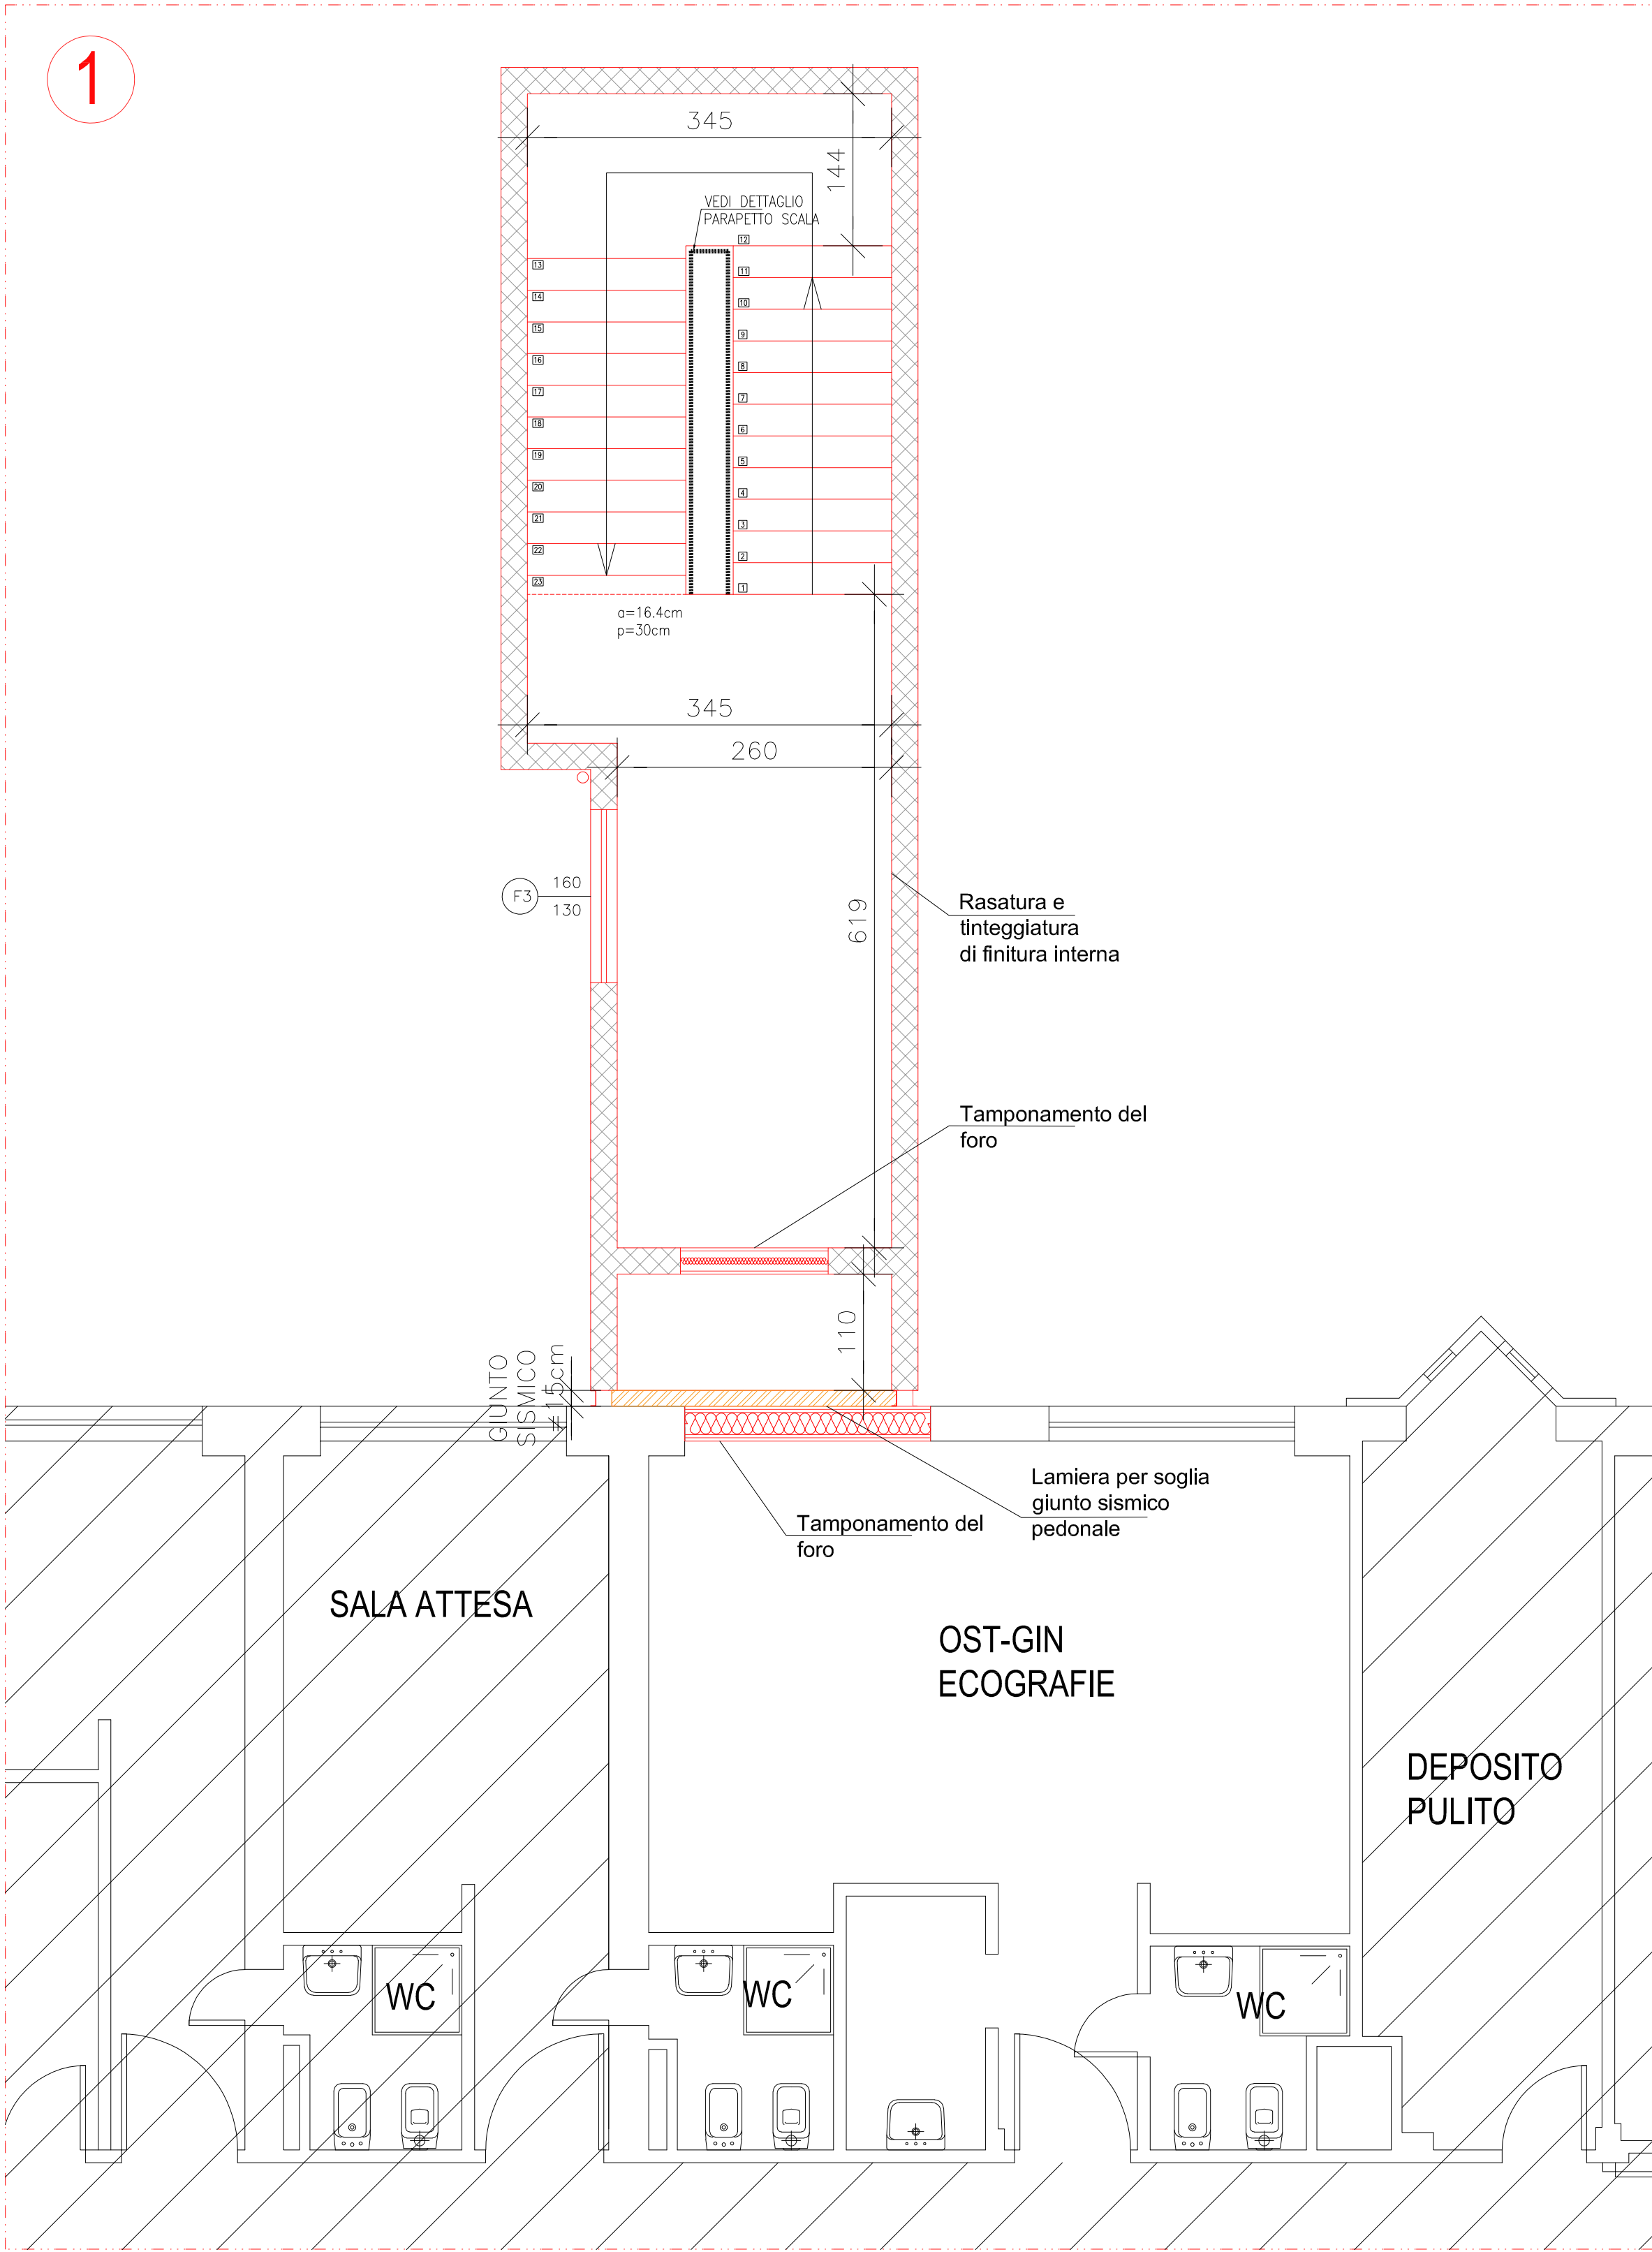 1
345
144
VEDI DETTAGLIO
PARAPETTO SCALA
12
11
10
9
8
7
6
5
4
3
2
1
13
14
15
16
17
18
19
20
21
22
23
a=16.4cm
p=30cm
345
260
F3
160
130
619
Rasatura e
tinteggiatura
di finitura interna
Tamponamento del
foro
110
GIUNTO
SISMICO
=15cm
Lamiera per soglia
giunto sismico
pedonale
Tamponamento del
foro
SALA ATTESA
OST-GIN
ECOGRAFIE
DEPOSITO
PULITO
WC
WC
WC